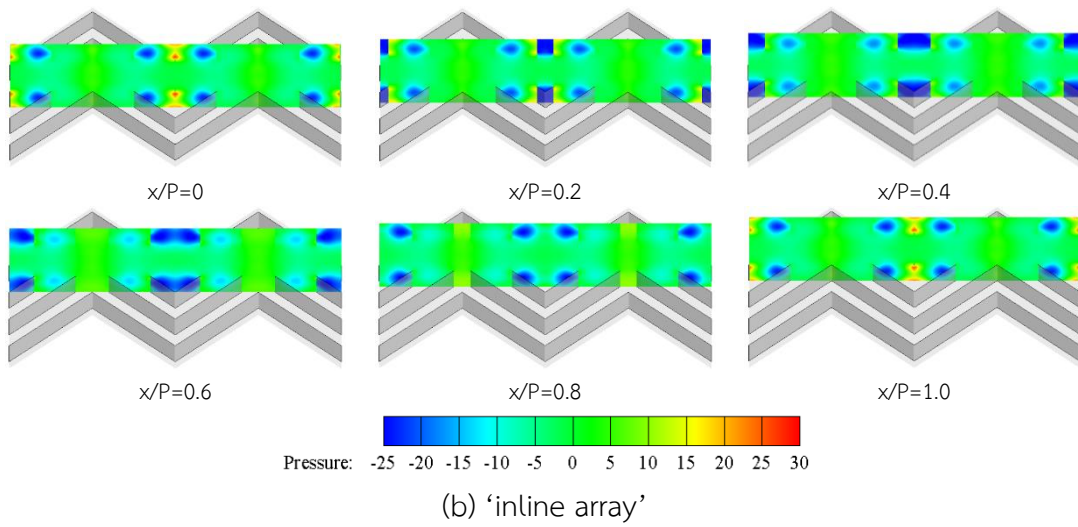 x/P=0
x/P=0.2
x/P=0.4
x/P=0.6
x/P=0.8
x/P=1.0
Pressure: -25 -20 -15 -10 -5 0 5 10 15 20 25 30
(b) ‘inline array’